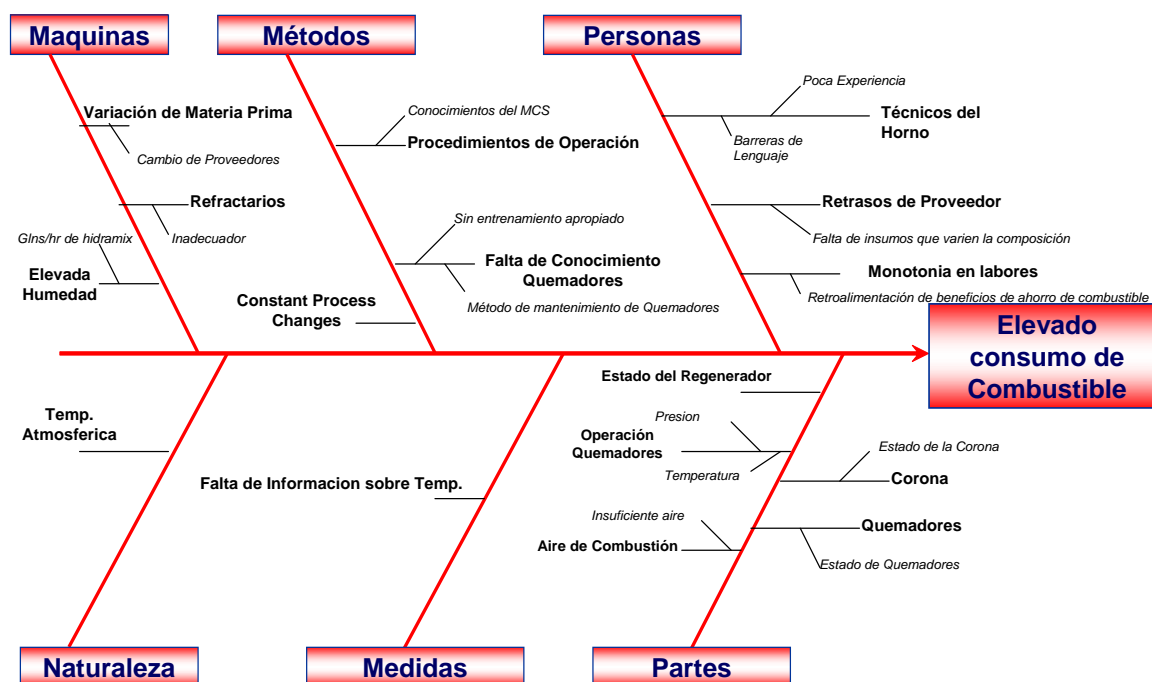 Maquinas
Métodos
Personas
Variación de Materia Prima
Cambio de Proveedores
Refractarios
Inadecuador
Glns/hr de hidramix
Elevada
Humedad
Conocimientos del MCS
Procedimientos de Operación
Sin entrenamiento apropiado
Falta de Conocimiento
Quemadores
Método de mantenimiento de Quemadores
Constant Process
Changes
Poca Experiencia
Técnicos del
Horno
Barreras de
Lenguaje
Retrasos de Proveedor
Falta de insumos que varien la composición
Monotonia en labores
Retroalimentación de beneficios de ahorro de combustible
Elevado
consumo de
Combustible
Temp.
Atmosferica
Falta de Informacion sobre Temp.
Estado del Regenerador
Presion
Operación
Quemadores
Temperatura
Estado de la Corona
Corona
Insuficiente aire
Aire de Combustión
Quemadores
Estado de Quemadores
Naturaleza
Medidas
Partes